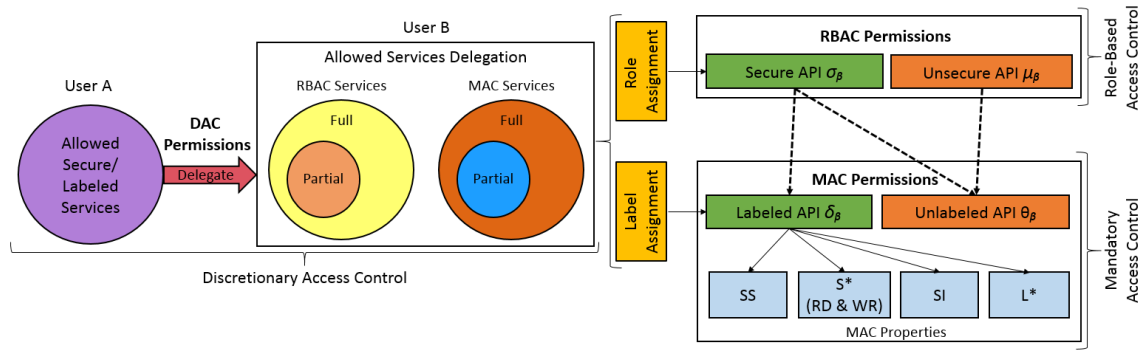 User A
Allowed
Secure/
Labeled
Services
DAC
Permissions
Delegate
User B
Allowed Services Delegation
RBAC Services
Full
Partial
MAC Services
Full
Partial
Discretionary Access Control
Role
Assignment
Label
Assignment
RBAC Permissions
Secure API σβ
Unsecure API μβ
Role-Based
Access Control
MAC Permissions
Labeled API δβ
Unlabeled API θβ
SS
S*
(RD & WR)
SI
L*
MAC Properties
Mandatory
Access Control